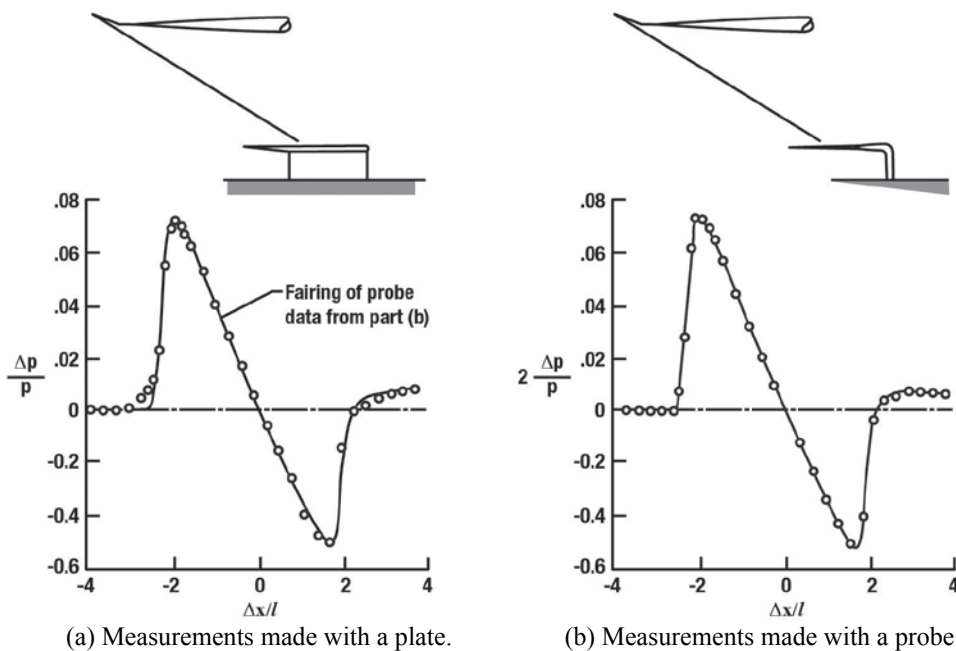 .08
.06
.04
.02
0
-0.2
-0.4
-0.6
Δp
p
Fairing of probe
data from part (b)
-4 -2 0 2 4
Δx/l
(a) Measurements made with a plate.
.08
.06
.04
.02
0
-0.2
-0.4
-0.6
2 Δp
p
-4 -2 0 2 4
Δx/l
(b) Measurements made with a probe